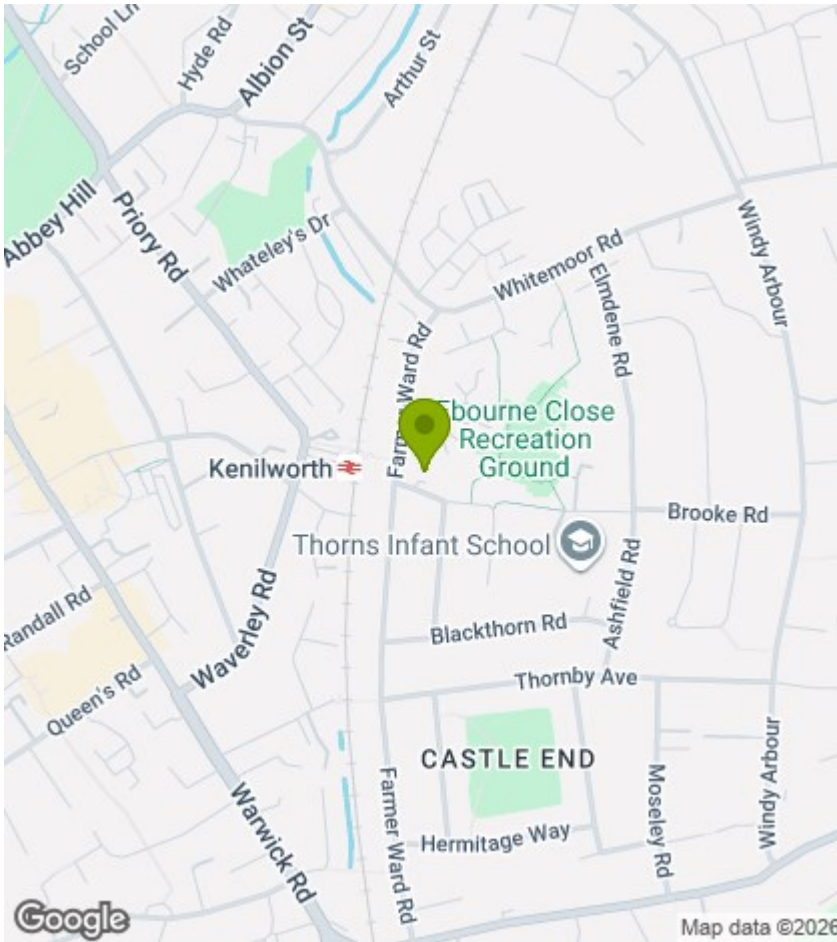 School Ln
Hyde Rd
Albion St
Arthur St
Abbey Hill
Priory Rd
Whateley's Dr
Whitemoor Rd
Windy Arbour
Elmdene Rd
Farmer Ward Rd
Ebourne Close
Recreation
Ground
Kenilworth
Brooke Rd
Thorns Infant School
Randall Rd
Waverley Rd
Blackthorn Rd
Ashfield Rd
Queen's Rd
Thornby Ave
CASTLE END
Warwick Rd
Farmer Ward Rd
Hermitage Way
Moseley Rd
Windy Arbour
Google
Map data ©2026